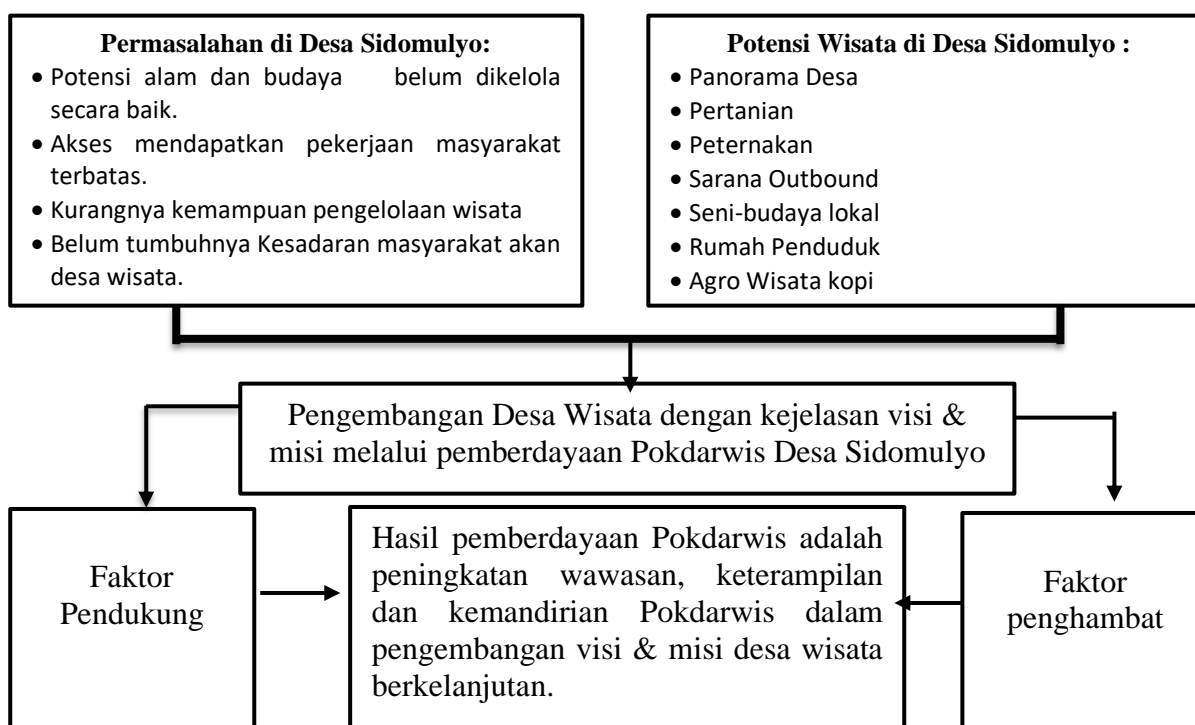 Permasalahan di Desa Sidomulyo:
• Potensi alam dan budaya belum dikelola
secara baik.
• Akses mendapatkan pekerjaan masyarakat
terbatas.
• Kurangnya kemampuan pengelolaan wisata
• Belum tumbuhnya Kesadaran masyarakat akan
desa wisata.
Potensi Wisata di Desa Sidomulyo :
• Panorama Desa
• Pertanian
• Peternakan
• Sarana Outbound
• Seni-budaya lokal
• Rumah Penduduk
• Agro Wisata kopi
Pengembangan Desa Wisata dengan kejelasan visi &
misi melalui pemberdayaan Pokdarwis Desa Sidomulyo
Faktor
Pendukung
Hasil pemberdayaan Pokdarwis adalah
peningkatan wawasan, keterampilan
dan kemandirian Pokdarwis dalam
pengembangan visi & misi desa wisata
berkelanjutan.
Faktor
penghambat